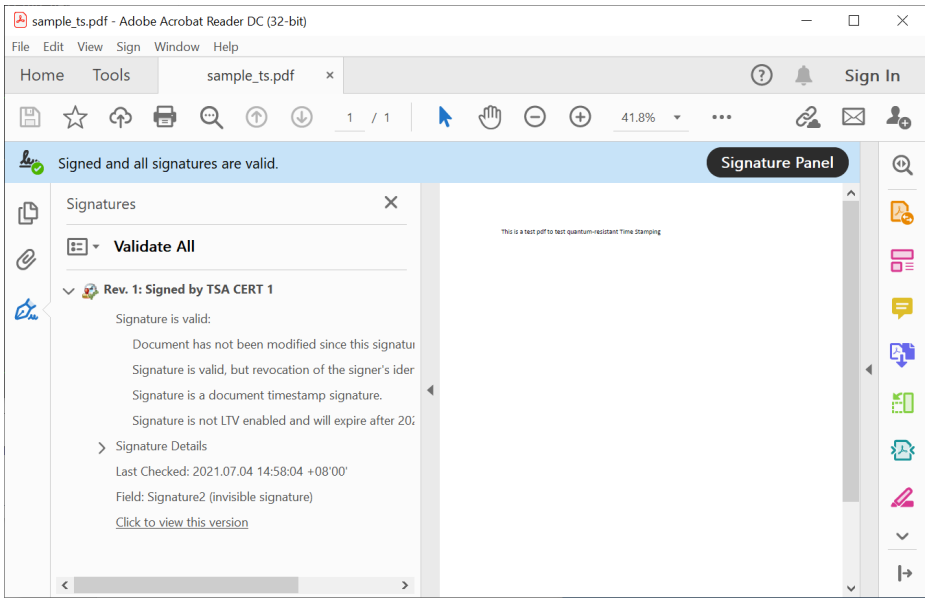 sample_ts.pdf - Adobe Acrobat Reader DC (32-bit)
File Edit View Sign Window Help
Home Tools sample_ts.pdf × ? Sign In
1 / 1 41.8%
Signed and all signatures are valid. Signature Panel
Signatures
Validate All
Rev. 1: Signed by TSA CERT 1
Signature is valid:
Document has not been modified since this signatur
Signature is valid, but revocation of the signer's iden
Signature is a document timestamp signature.
Signature is not LTV enabled and will expire after 202
Signature Details
Last Checked: 2021.07.04 14:58:04 +08'00'
Field: Signature2 (invisible signature)
Click to view this version
This is a test pdf to test quantum-resistant Time Stamping